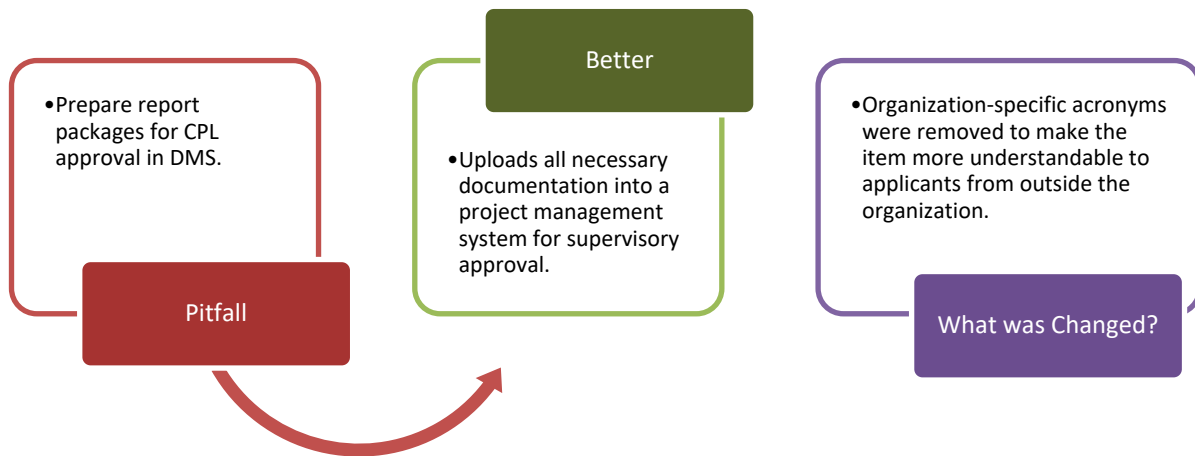 •Prepare report
packages for CPL
approval in DMS.
Pitfall
Better
•Uploads all necessary
documentation into a
project management
system for supervisory
approval.
•Organization-specific acronyms
were removed to make the
item more understandable to
applicants from outside the
organization.
What was Changed?